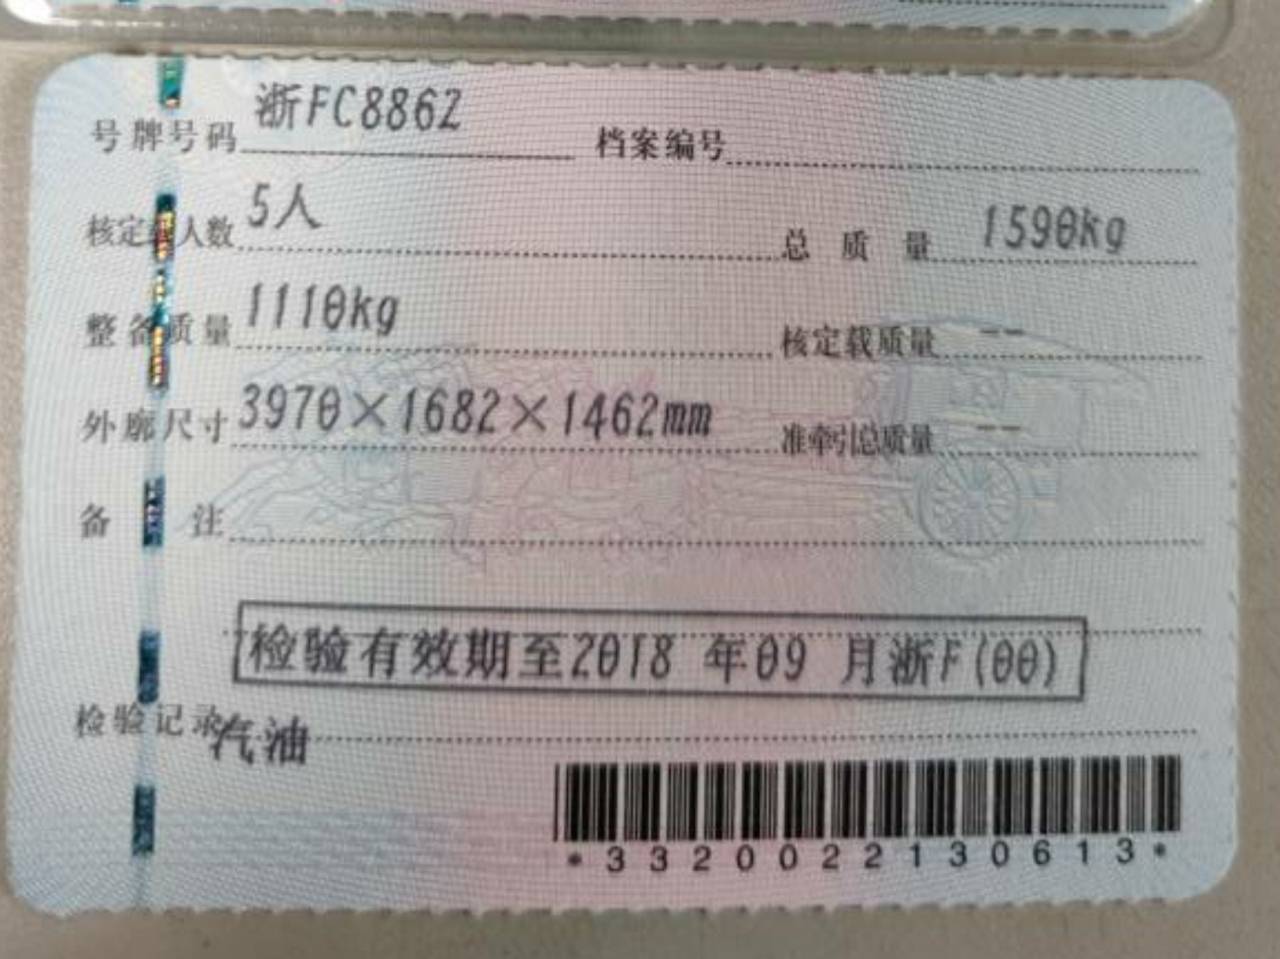 号牌号码 浙FC8862 档案编号
核定载人数 5人 总质量 1590kg
整备质量 1110kg 核定载质量 --
外廓尺寸 3970×1682×1462mm 准牵引总质量 --
备注
检验有效期至2018 年09 月浙F(00)
检验记录 汽油
*3320022130613*